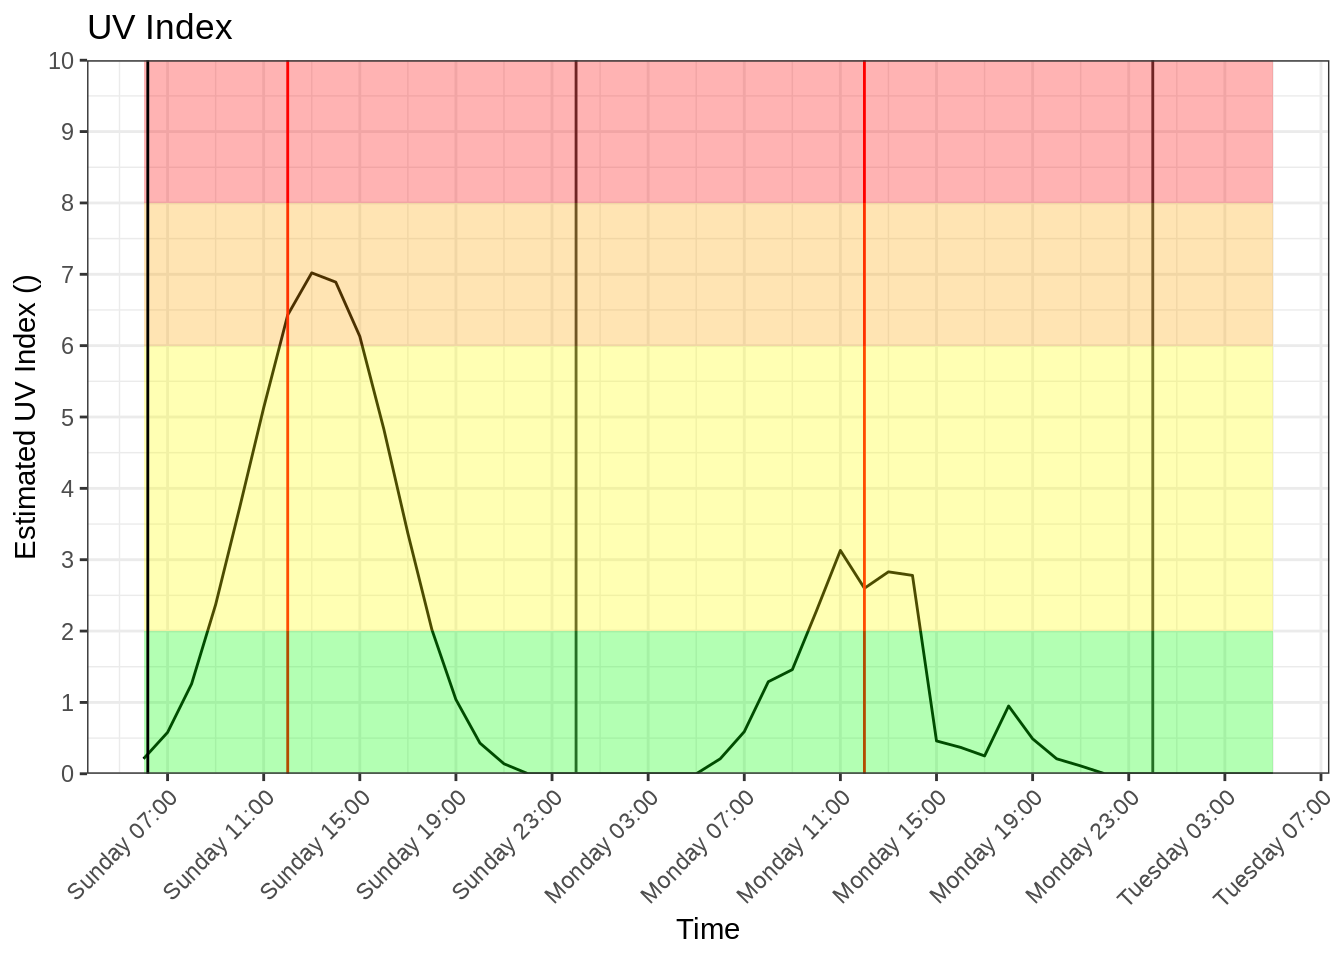 UV Index
Estimated UV Index ()
10
9
8
7
6
5
4
3
2
1
0
Sunday 07:00
Sunday 11:00
Sunday 15:00
Sunday 19:00
Sunday 23:00
Monday 03:00
Monday 07:00
Monday 11:00
Monday 15:00
Monday 19:00
Monday 23:00
Tuesday 03:00
Tuesday 07:00
Time